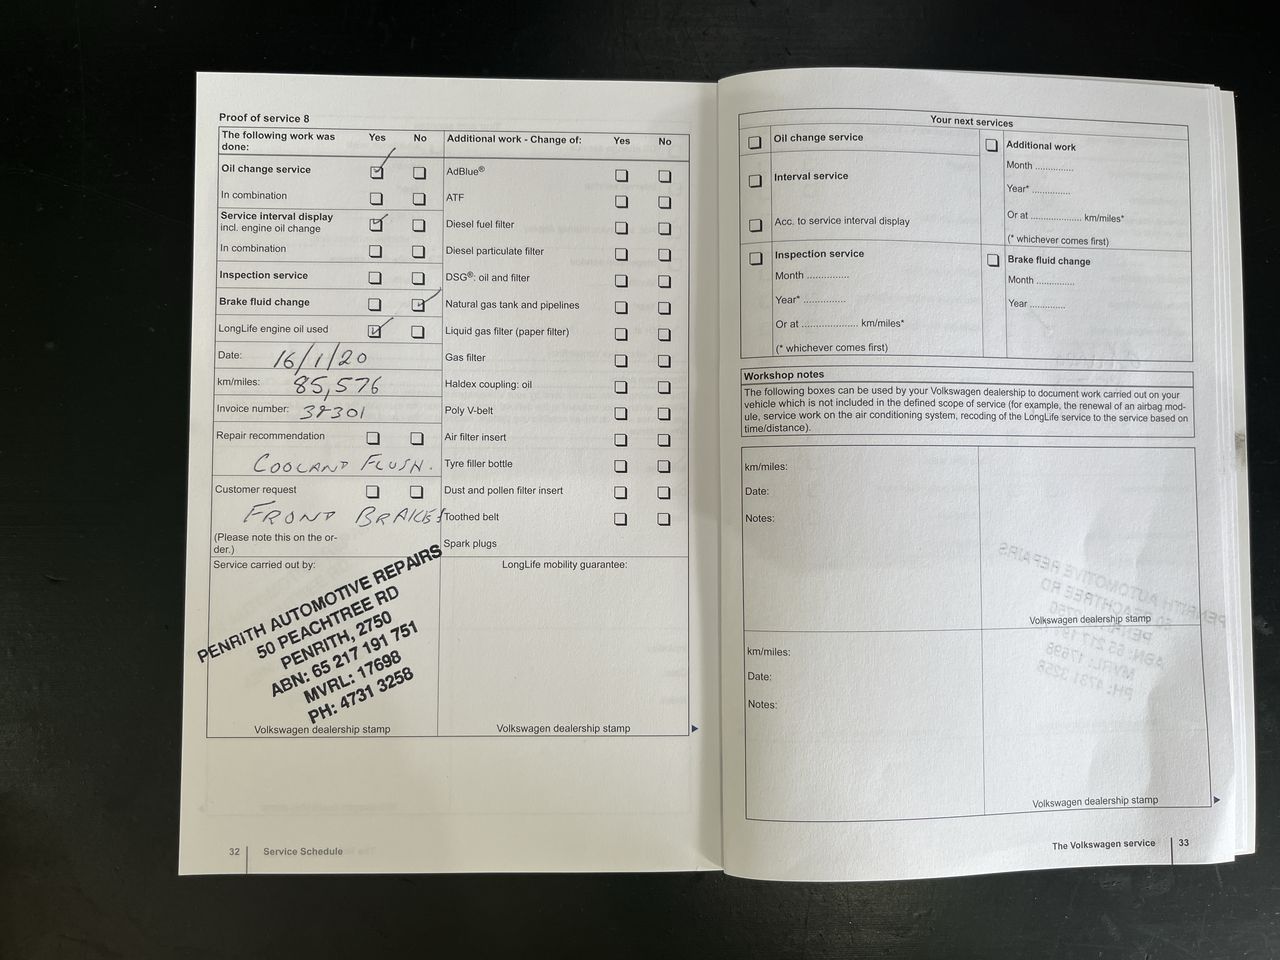 Proof of service 8
The following work was done: Yes No
Oil change service
In combination
Service interval display
incl. engine oil change
In combination
Inspection service
Brake fluid change
LongLife engine oil used
Date: 16/1/20
km/miles: 85,576
Invoice number: 38301
Repair recommendation
COOLANT FLUSH.
Customer request
FRONT BRAKES
(Please note this on the or-
der.)
Service carried out by:
PENRITH AUTOMOTIVE REPAIRS
50 PEACHTREE RD
PENRITH, 2750
ABN: 65 217 191 751
MVRL: 17698
PH: 4731 3258
Volkswagen dealership stamp
Additional work - Change of: Yes No
AdBlue®
ATF
Diesel fuel filter
Diesel particulate filter
DSG®: oil and filter
Natural gas tank and pipelines
Liquid gas filter (paper filter)
Gas filter
Haldex coupling: oil
Poly V-belt
Air filter insert
Tyre filler bottle
Dust and pollen filter insert
Toothed belt
Spark plugs
LongLife mobility guarantee:
Volkswagen dealership stamp
32 Service Schedule
Your next services
Oil change service
Interval service
Acc. to service interval display
Inspection service
Month ...............
Year* ...............
Or at .................... km/miles*
(* whichever comes first)
Additional work
Month ..............
Year* ..............
Or at .................... km/miles*
(* whichever comes first)
Brake fluid change
Month ..............
Year .............
Workshop notes
The following boxes can be used by your Volkswagen dealership to document work carried out on your
vehicle which is not included in the defined scope of service (for example, the renewal of an airbag mod-
ule, service work on the air conditioning system, recoding of the LongLife service to the service based on
time/distance).
km/miles:
Date:
Notes:
Volkswagen dealership stamp
km/miles:
Date:
Notes:
Volkswagen dealership stamp
The Volkswagen service 33